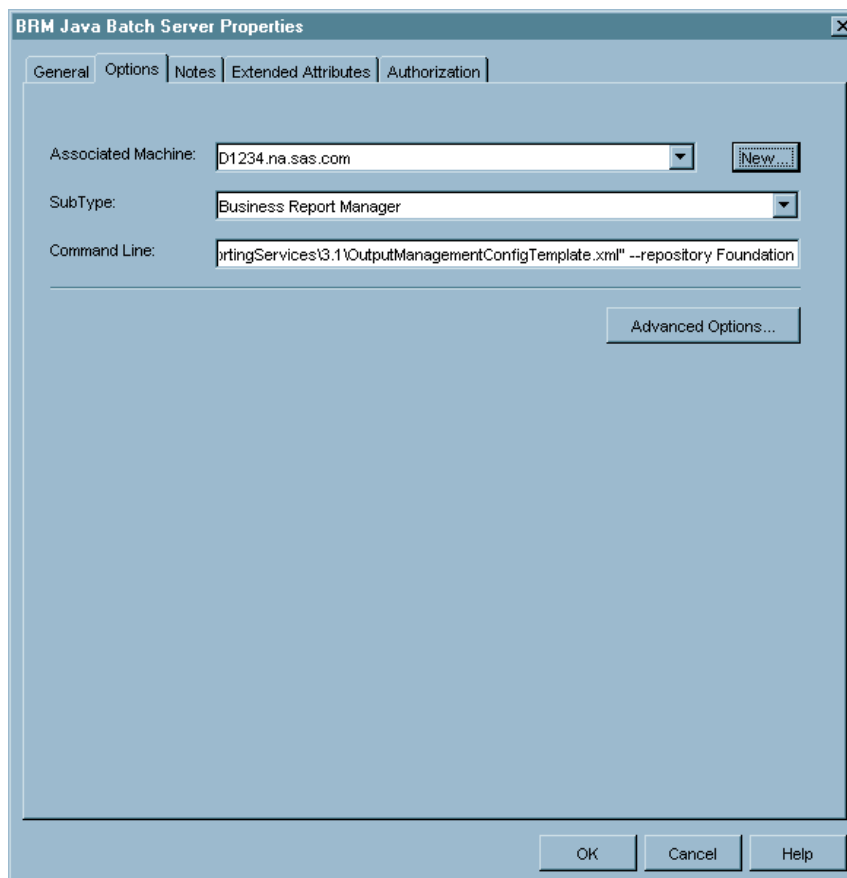 BRM Java Batch Server Properties
General Options Notes Extended Attributes Authorization
Associated Machine: D1234.na.sas.com New...
SubType: Business Report Manager
Command Line: rtingServices\3.1\OutputManagementConfigTemplate.xml" --repository Foundation
Advanced Options...
OK Cancel Help